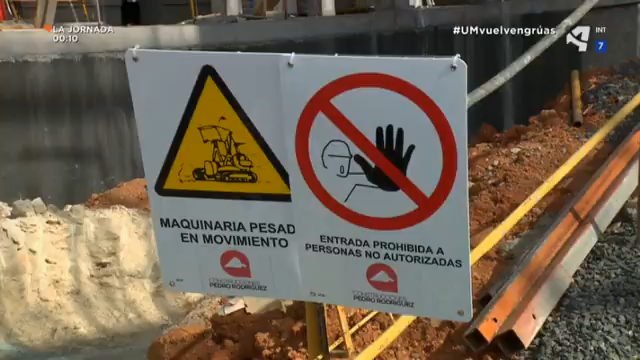 LA JORNADA
00:10
#UMvuelvengrúas
INT
7
MAQUINARIA PESAD
EN MOVIMIENTO
CONSTRUCCIONES
PEDRO RODRÍGUEZ
ENTRADA PROHIBIDA A
PERSONAS NO AUTORIZADAS
CONSTRUCCIONES
PEDRO RODRÍGUEZ